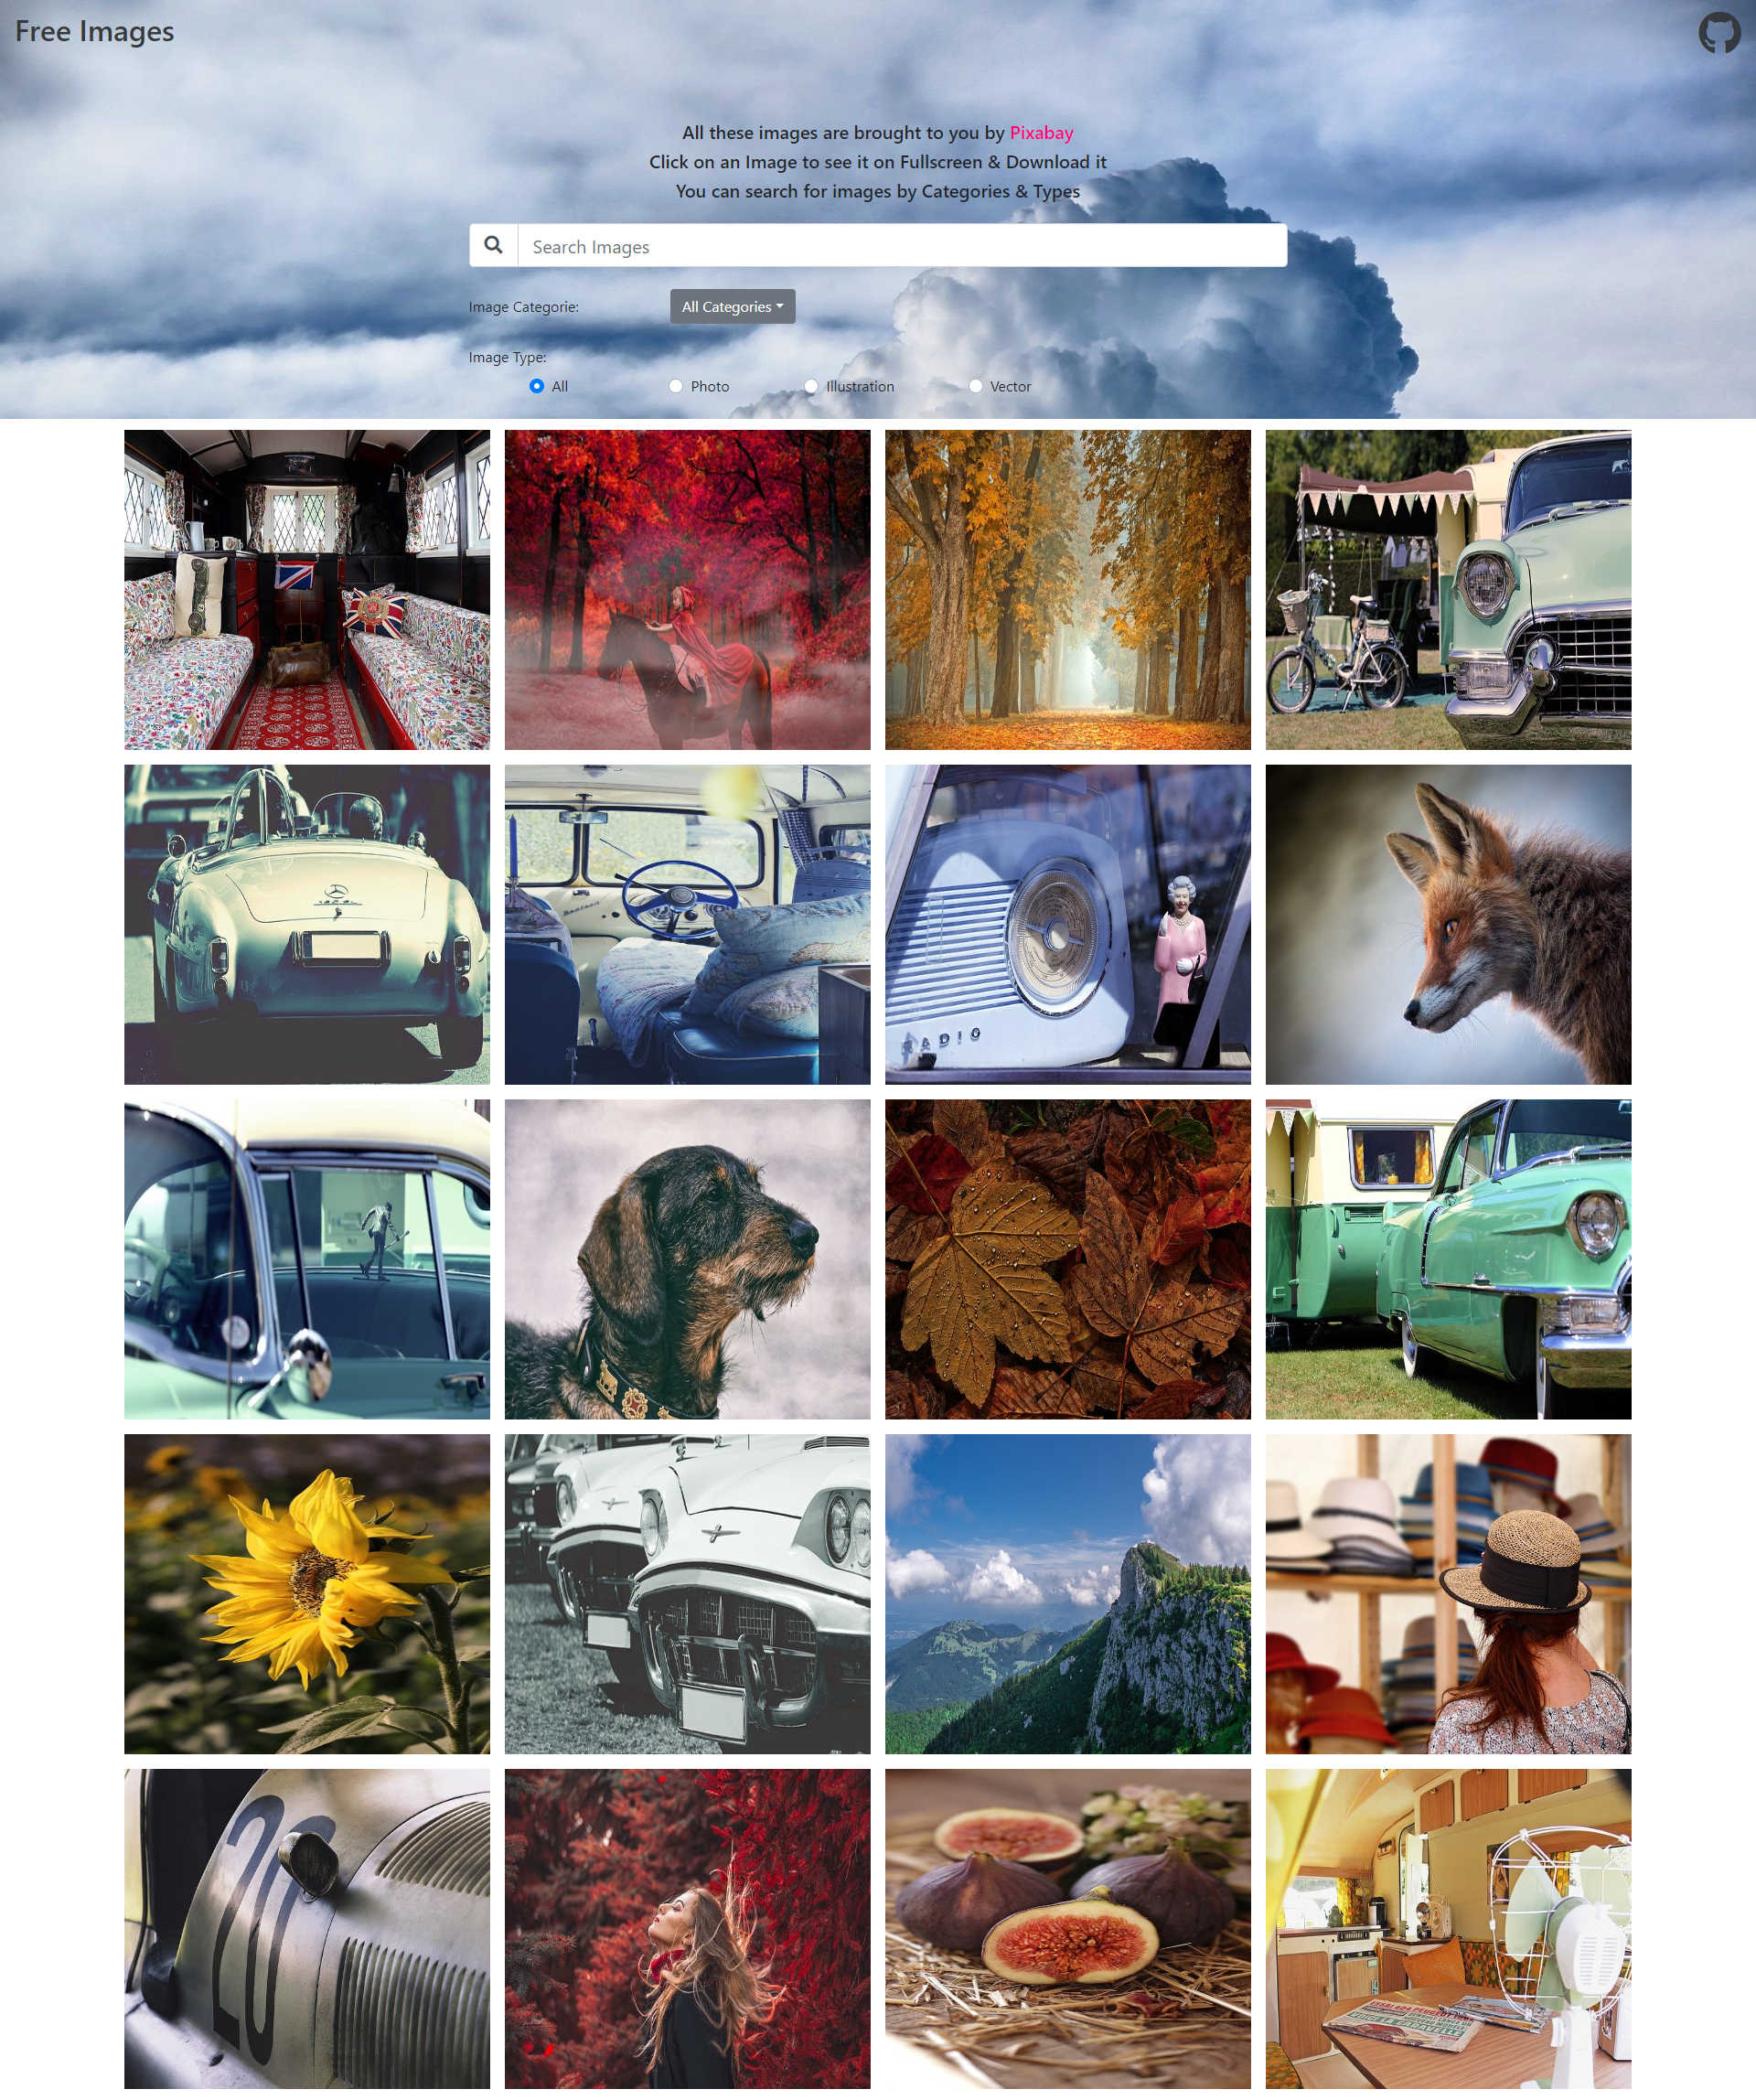 Free Images
All these images are brought to you by Pixabay
Click on an Image to see it on Fullscreen & Download it
You can search for images by Categories & Types
Search Images
Image Categorie:
All Categories
Image Type:
All
Photo
Illustration
Vector
RADIO
20